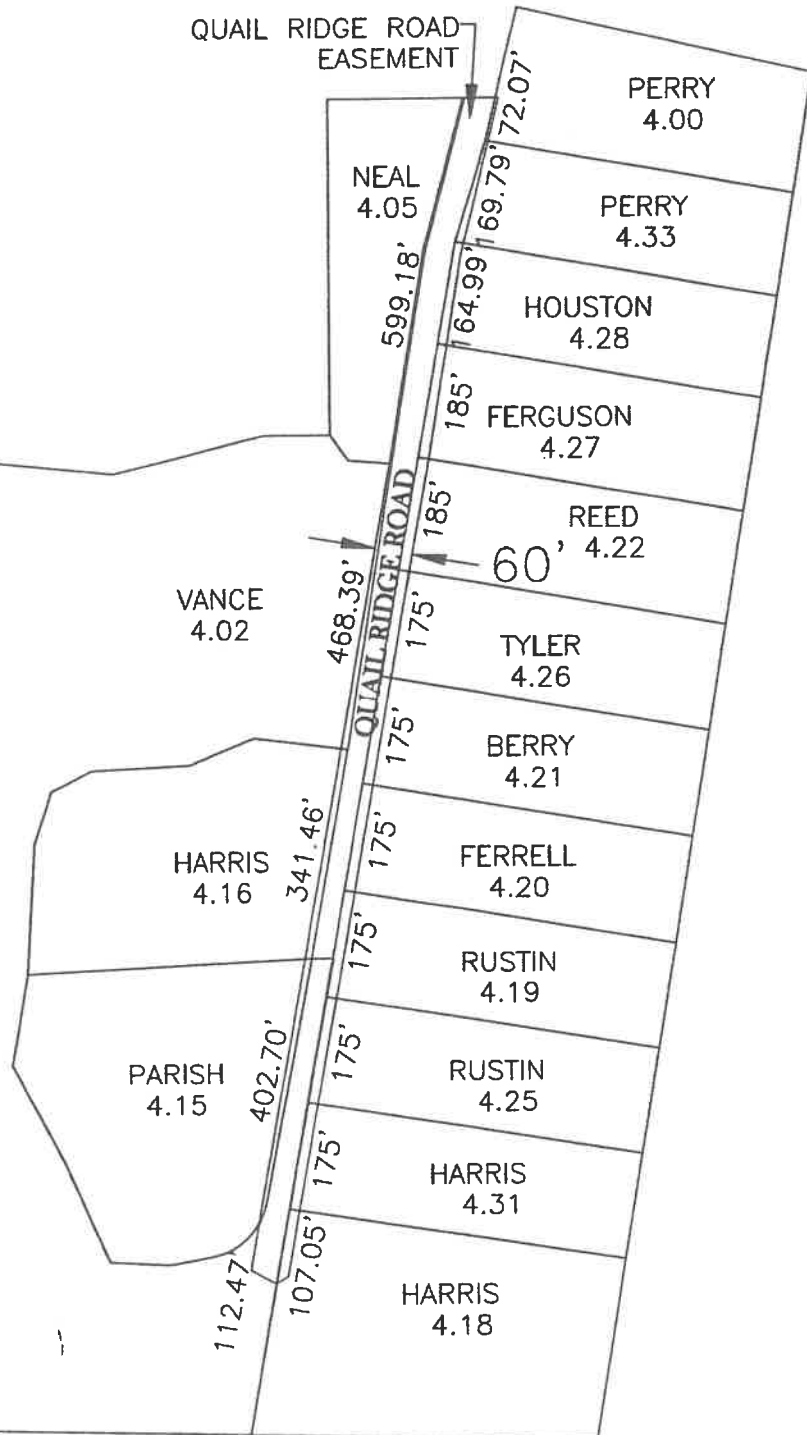 QUAIL RIDGE ROAD
EASEMENT
PERRY
4.00
72.07'
NEAL
4.05
169.79'
PERRY
4.33
599.18'
164.99'
HOUSTON
4.28
185'
FERGUSON
4.27
185'
REED
4.22
60'
QUAIL RIDGE ROAD
VANCE
4.02
468.39'
175'
TYLER
4.26
175'
BERRY
4.21
HARRIS
4.16
341.46'
175'
FERRELL
4.20
175'
RUSTIN
4.19
PARISH
4.15
402.70'
175'
RUSTIN
4.25
175'
HARRIS
4.31
112.47'
107.05'
HARRIS
4.18